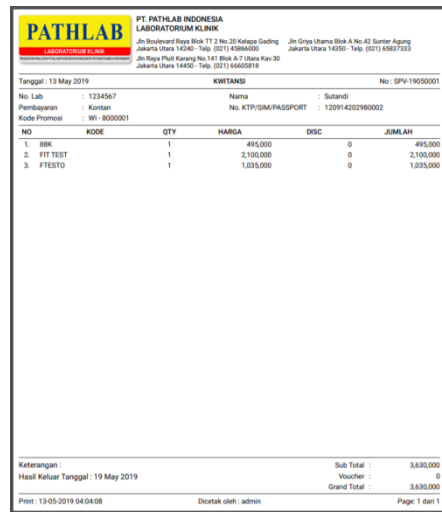 PATHLAB
LABORATORIUM KLINIK
PT. PATHLAB INDONESIA
LABORATORIUM KLINIK
Jln Boulevard Raya Blok TT 2 No.20 Kelapa Gading
Jakarta Utara 14240 - Telp. (021) 45866000
Jln Griya Utama Blok A No.42 Sunter Agung
Jakarta Utara 14350 - Telp. (021) 65837333
Jln Raya Pluit Karang No.141 Blok A-7 Utara Kav.30
Jakarta Utara 14450 - Telp. (021) 66605818
Tanggal : 13 May 2019 KWITANSI No : SPV-19050001
No. Lab : 1234567 Nama : Sutandi
Pembayaran : Kontan No. KTP/SIM/PASSPORT : 120914202980002
Kode Promosi : WI - 8000001
NO KODE QTY HARGA DISC JUMLAH
1. 8BK 1 495,000 0 495,000
2. FIT TEST 1 2,100,000 0 2,100,000
3. FTESTO 1 1,035,000 0 1,035,000
Keterangan : Sub Total : 3,630,000
Hasil Keluar Tanggal : 19 May 2019 Voucher : 0
Grand Total : 3,630,000
Print : 13-05-2019 04:04:08 Dicetak oleh : admin Page: 1 dari 1